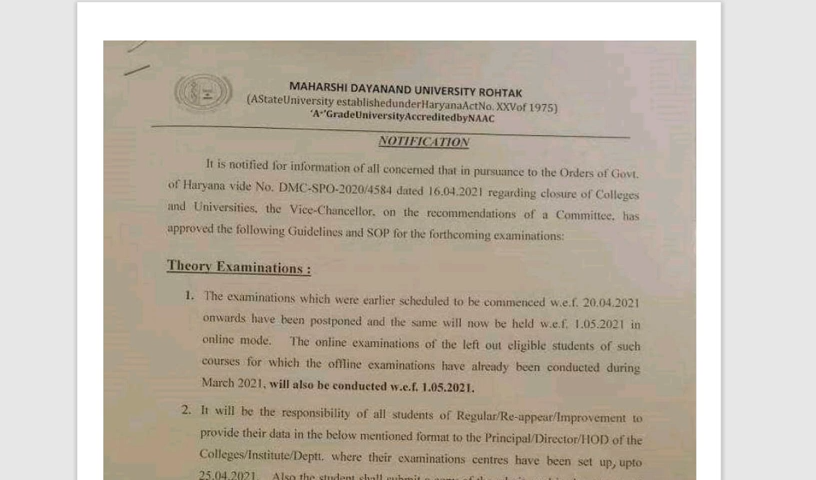 MAHARSHI DAYANAND UNIVERSITY ROHTAK
(AStateUniversity establishedunderHaryanaActNo. XXVof 1975)
'A+'GradeUniversityAccreditedbyNAAC
NOTIFICATION
It is notified for information of all concerned that in pursuance to the Orders of Govt.
of Haryana vide No. DMC-SPO-2020/4584 dated 16.04.2021 regarding closure of Colleges
and Universities, the Vice-Chancellor, on the recommendations of a Committee, has
approved the following Guidelines and SOP for the forthcoming examinations:
Theory Examinations :
1. The examinations which were earlier scheduled to be commenced w.e.f. 20.04.2021
onwards have been postponed and the same will now be held w.e.f. 1.05.2021 in
online mode. The online examinations of the left out eligible students of such
courses for which the offline examinations have already been conducted during
March 2021, will also be conducted w.e.f. 1.05.2021.
2. It will be the responsibility of all students of Regular/Re-appear/Improvement to
provide their data in the below mentioned format to the Principal/Director/HOD of the
Colleges/Institute/Deptt. where their examinations centres have been set up, upto
25.04.2021. Also the student shall submit a